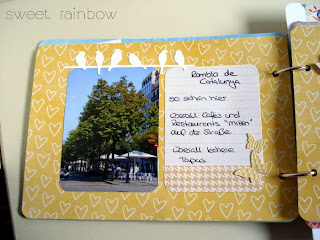 sweet rainbow
Rambla de
Catalunya
so schön hier
Überall Cafés und
Restaurants "mitten"
auf der Straße
Überall leckere
Tapas